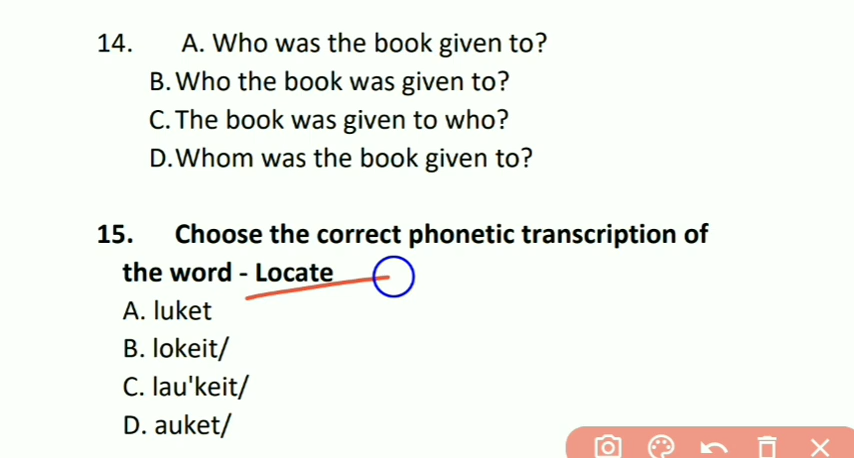 14. A. Who was the book given to?
B. Who the book was given to?
C. The book was given to who?
D. Whom was the book given to?
15. Choose the correct phonetic transcription of
the word - Locate
A. luket
B. lokeit/
C. lau'keit/
D. auket/